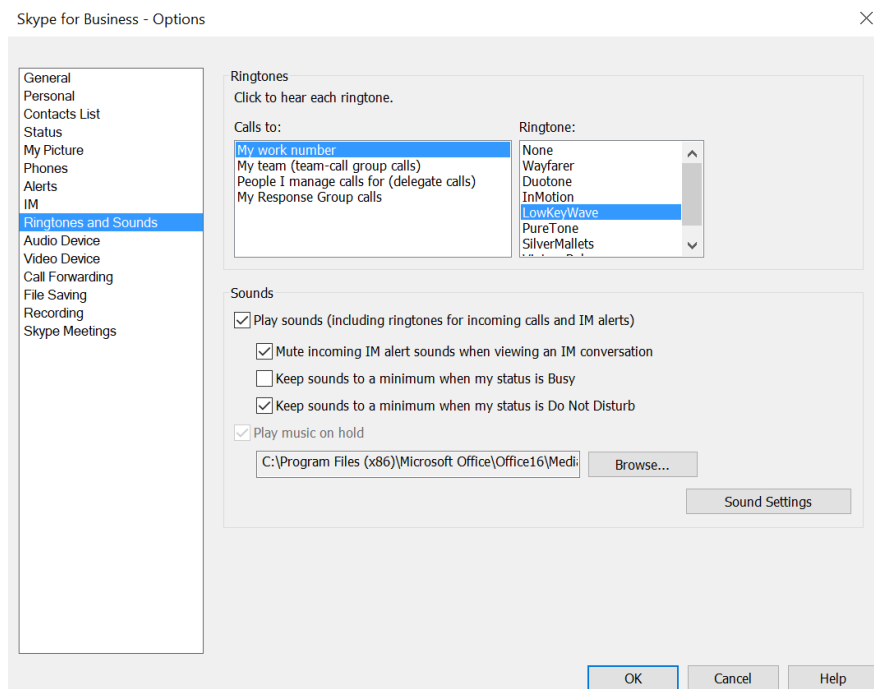 Skype for Business - Options
General
Personal
Contacts List
Status
My Picture
Phones
Alerts
IM
Ringtones and Sounds
Audio Device
Video Device
Call Forwarding
File Saving
Recording
Skype Meetings
Ringtones
Click to hear each ringtone.
Calls to:
My work number
My team (team-call group calls)
People I manage calls for (delegate calls)
My Response Group calls
Ringtone:
None
Wayfarer
Duotone
InMotion
LowKeyWave
PureTone
SilverMallets
Sounds
Play sounds (including ringtones for incoming calls and IM alerts)
Mute incoming IM alert sounds when viewing an IM conversation
Keep sounds to a minimum when my status is Busy
Keep sounds to a minimum when my status is Do Not Disturb
Play music on hold
C:\Program Files (x86)\Microsoft Office\Office16\Medi
Browse...
Sound Settings
OK
Cancel
Help